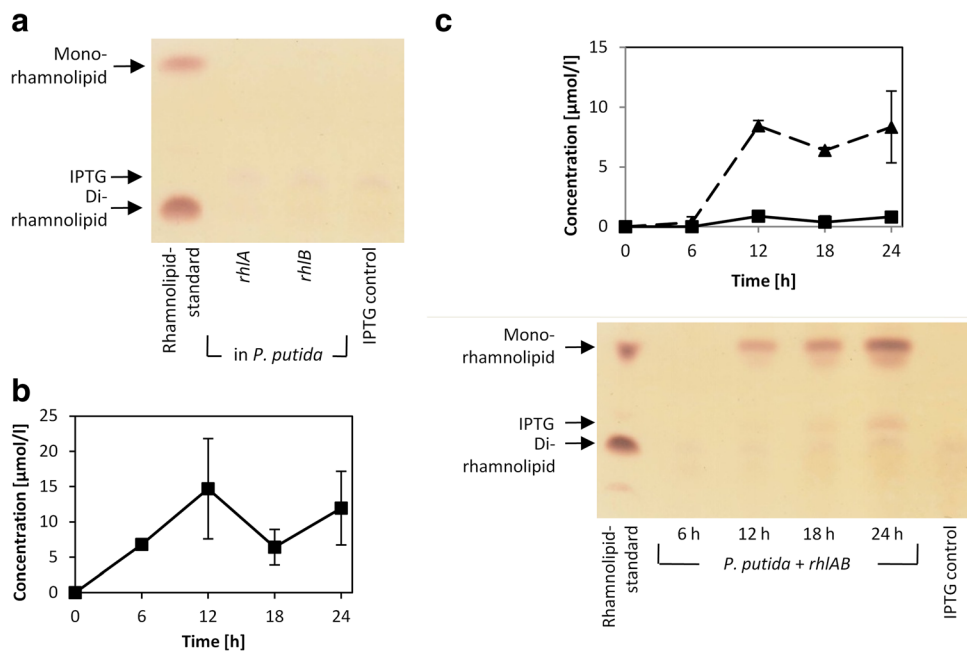 a
Mono-
rhamnolipid
IPTG
Di-
rhamnolipid
Rhamnolipid-
standard
rhlA
rhlB
IPTG control
in P. putida
b
Concentration [µmol/l]
25
20
15
10
5
0
0 6 12 18 24
Time [h]
c
Concentration [µmol/l]
15
10
5
0
0 6 12 18 24
Time [h]
Mono-
rhamnolipid
IPTG
Di-
rhamnolipid
Rhamnolipid-
standard
6 h 12 h 18 h 24 h
P. putida + rhlAB
IPTG control